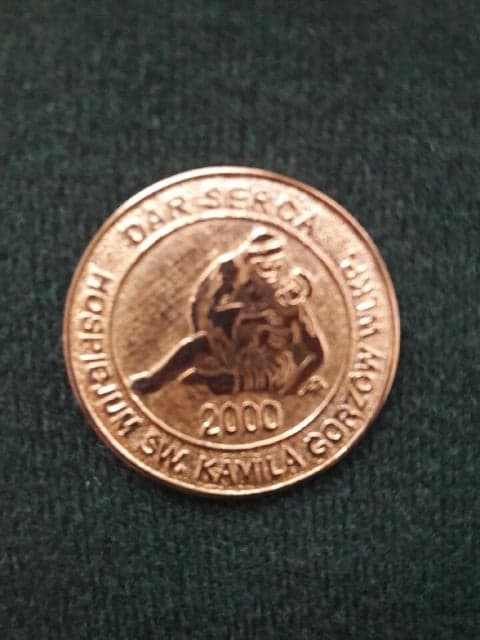 DAR SERCA
HOSPICJUM ŚW. KAMILA GORZÓW WLKP.
2000